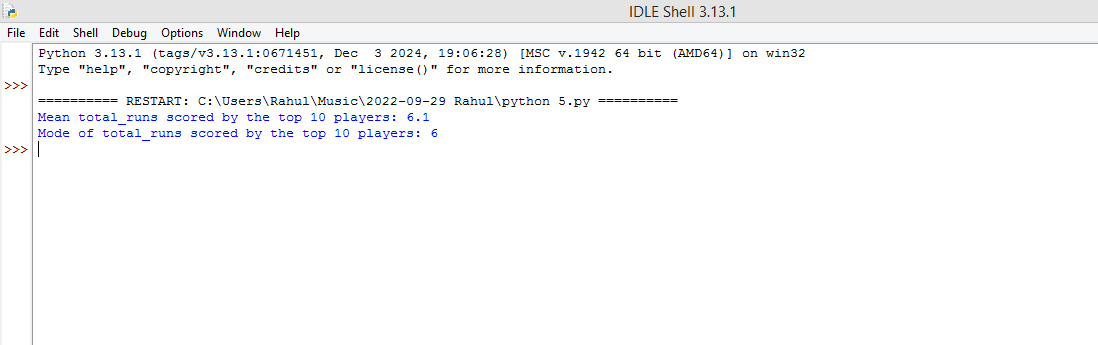 IDLE Shell 3.13.1
File Edit Shell Debug Options Window Help
Python 3.13.1 (tags/v3.13.1:0671451, Dec  3 2024, 19:06:28) [MSC v.1942 64 bit (AMD64)] on win32
Type "help", "copyright", "credits" or "license()" for more information.
>>>
========== RESTART: C:\Users\Rahul\Music\2022-09-29 Rahul\python 5.py ==========
Mean total_runs scored by the top 10 players: 6.1
Mode of total_runs scored by the top 10 players: 6
>>>